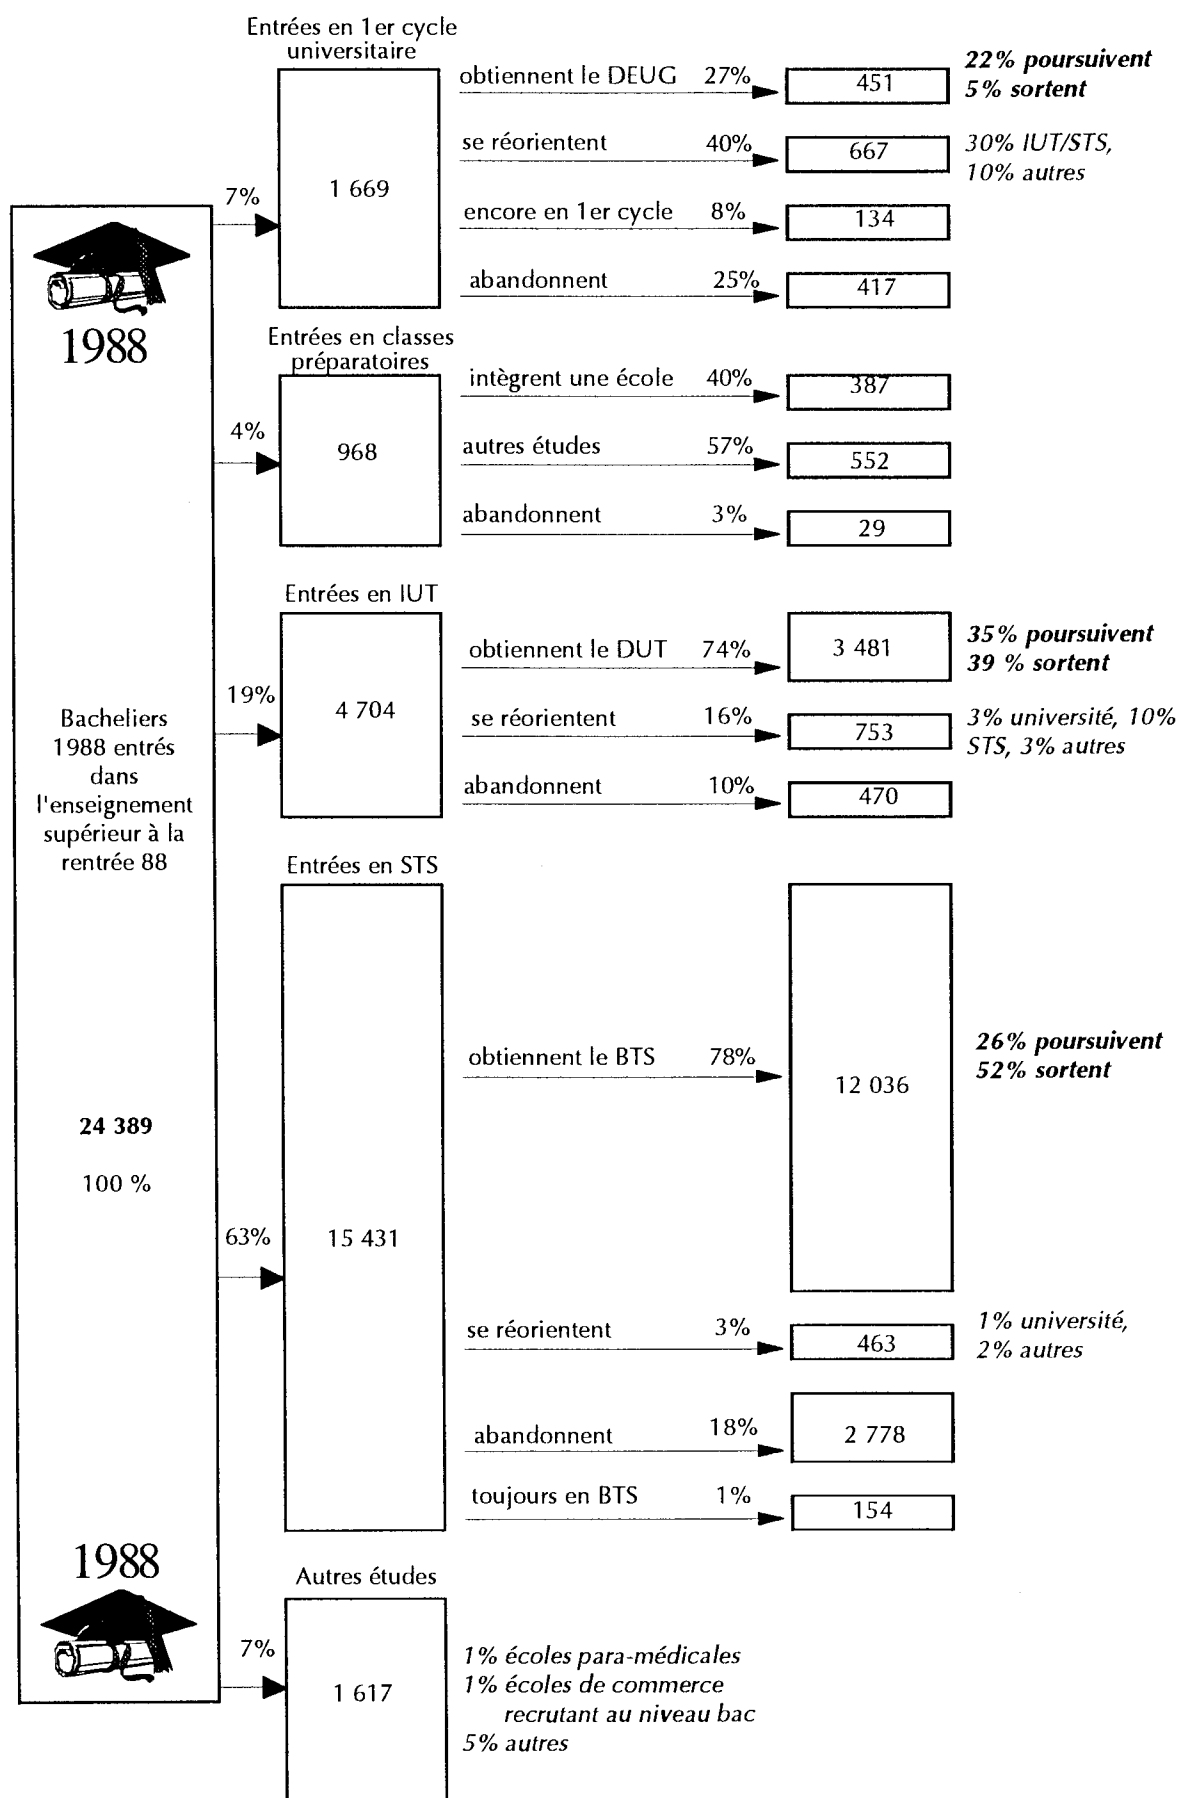 Entrées en 1er cycle
universitaire
1 669
7%
obtiennent le DEUG 27%
451
22% poursuivent
5% sortent
se réorientent 40%
667
30% IUT/STS,
10% autres
encore en 1er cycle 8%
134
abandonnent 25%
417
1988
Entrées en classes
préparatoires
4%
968
intègrent une école 40%
387
autres études 57%
552
abandonnent 3%
29
Entrées en IUT
19%
4 704
obtiennent le DUT 74%
3 481
35% poursuivent
39 % sortent
se réorientent 16%
753
3% université, 10%
STS, 3% autres
abandonnent 10%
470
Bacheliers
1988 entrés
dans
l'enseignement
supérieur à la
rentrée 88
24 389
100 %
Entrées en STS
63%
15 431
obtiennent le BTS 78%
12 036
26% poursuivent
52% sortent
se réorientent 3%
463
1% université,
2% autres
abandonnent 18%
2 778
toujours en BTS 1%
154
1988
Autres études
7%
1 617
1% écoles para-médicales
1% écoles de commerce
recrutant au niveau bac
5% autres